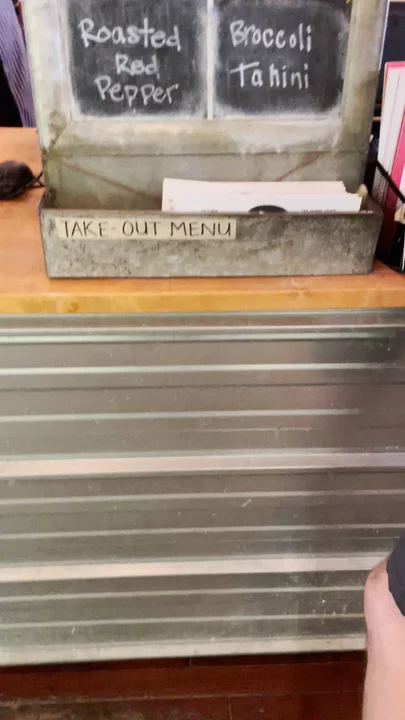 Roasted
Red
Pepper
Broccoli
Tahini
TAKE-OUT MENU